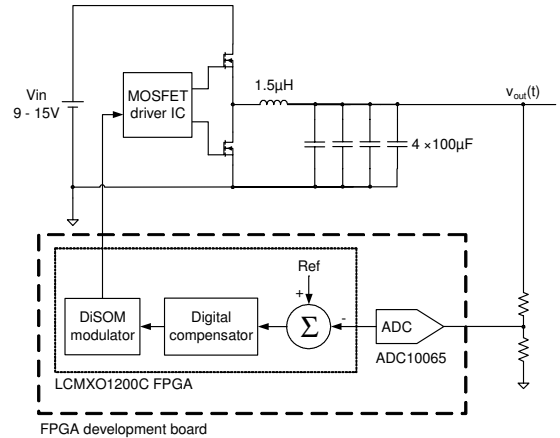 Vin
9 - 15V
MOSFET
driver IC
1.5µH
vout(t)
4 ×100µF
Ref
+
-
Σ
DiSOM
modulator
Digital
compensator
ADC
ADC10065
LCMXO1200C FPGA
FPGA development board